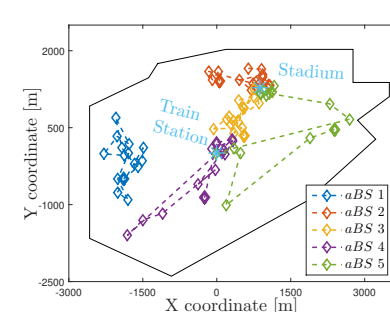 2000
500
-1000
-2500
Y coordinate [m]
Stadium
Train
Station
aBS 1
aBS 2
aBS 3
aBS 4
aBS 5
-3000 -1500 0 1500 3000
X coordinate [m]